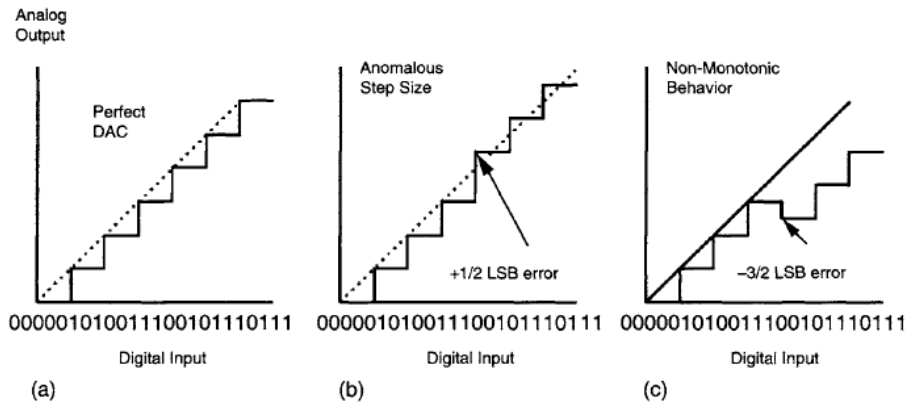 Analog
Output
Perfect
DAC
000001010011100101110111
Digital Input
(a)
Anomalous
Step Size
+1/2 LSB error
000001010011100101110111
Digital Input
(b)
Non-Monotonic
Behavior
–3/2 LSB error
000001010011100101110111
Digital Input
(c)